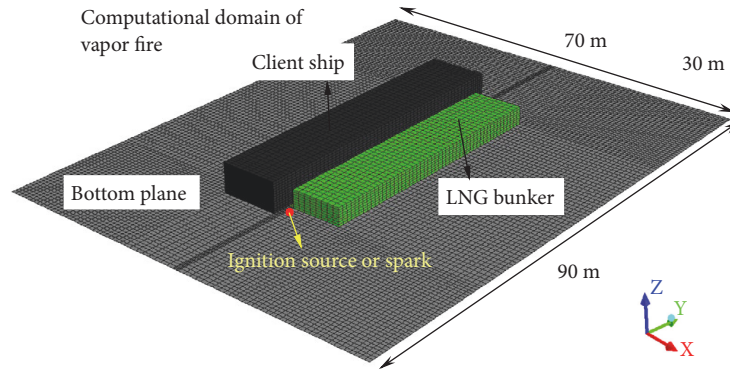 Computational domain of
vapor fire
70 m
30 m
Client ship
Bottom plane
LNG bunker
Ignition source or spark
90 m
Z
Y
X